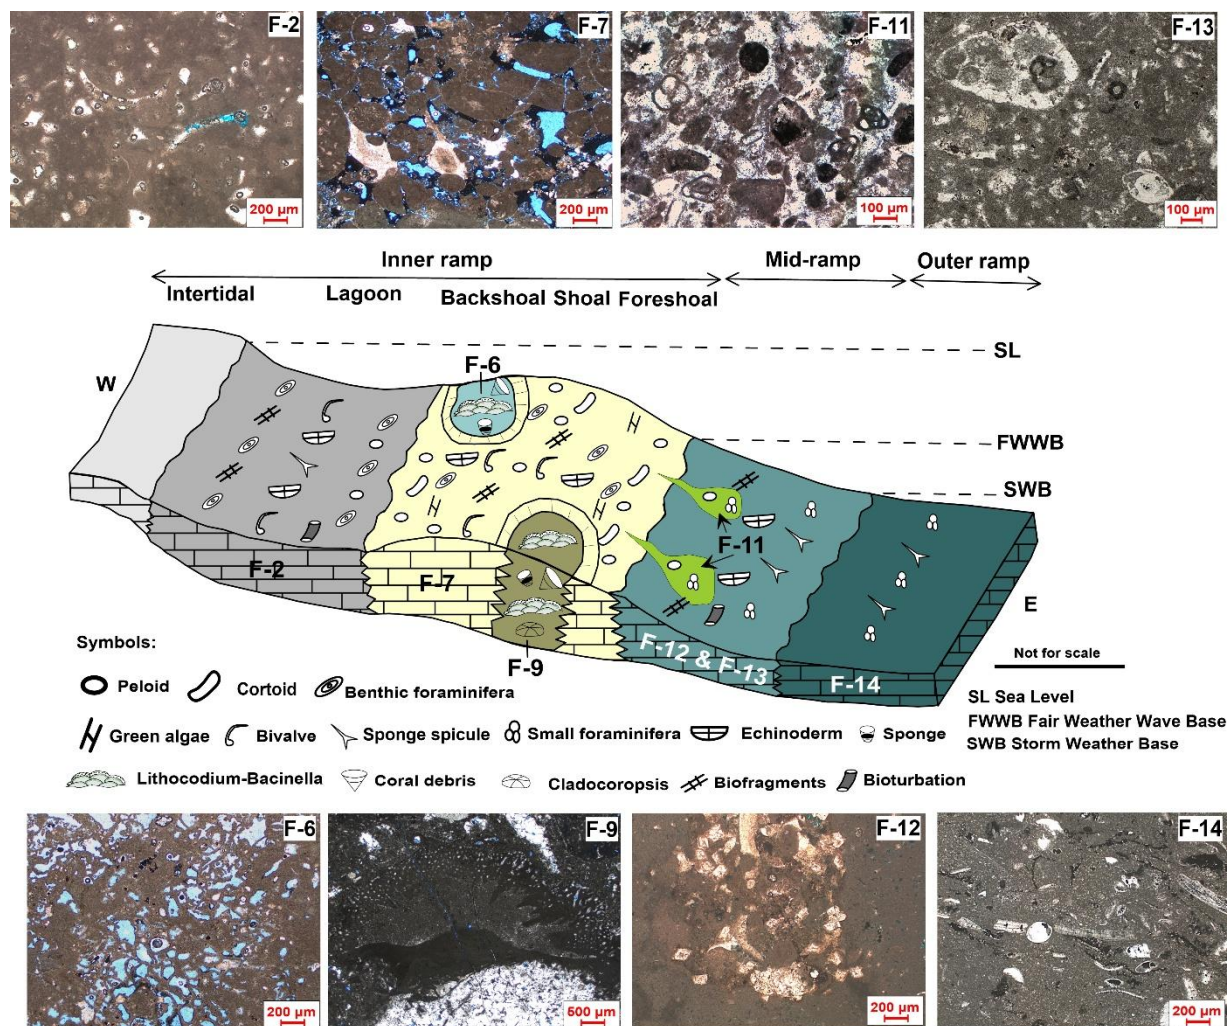 F-2
F-7
F-11
F-13
200 µm
200 µm
100 µm
100 µm
Inner ramp
Mid-ramp
Outer ramp
Intertidal
Lagoon
Backshoal Shoal Foreshoal
SL
W
F-6
FWWB
SWB
F-11
F-2
F-7
E
F-12 & F-13
F-14
F-9
Not for scale
Symbols:
Peloid
Cortoid
Benthic foraminifera
SL Sea Level
FWWB Fair Weather Wave Base
SWB Storm Weather Base
Green algae
Bivalve
Sponge spicule
Small foraminifera
Echinoderm
Sponge
Lithocodium-Bacinella
Coral debris
Cladocoropsis
Biofragments
Bioturbation
F-6
F-9
F-12
F-14
200 µm
500 µm
200 µm
200 µm